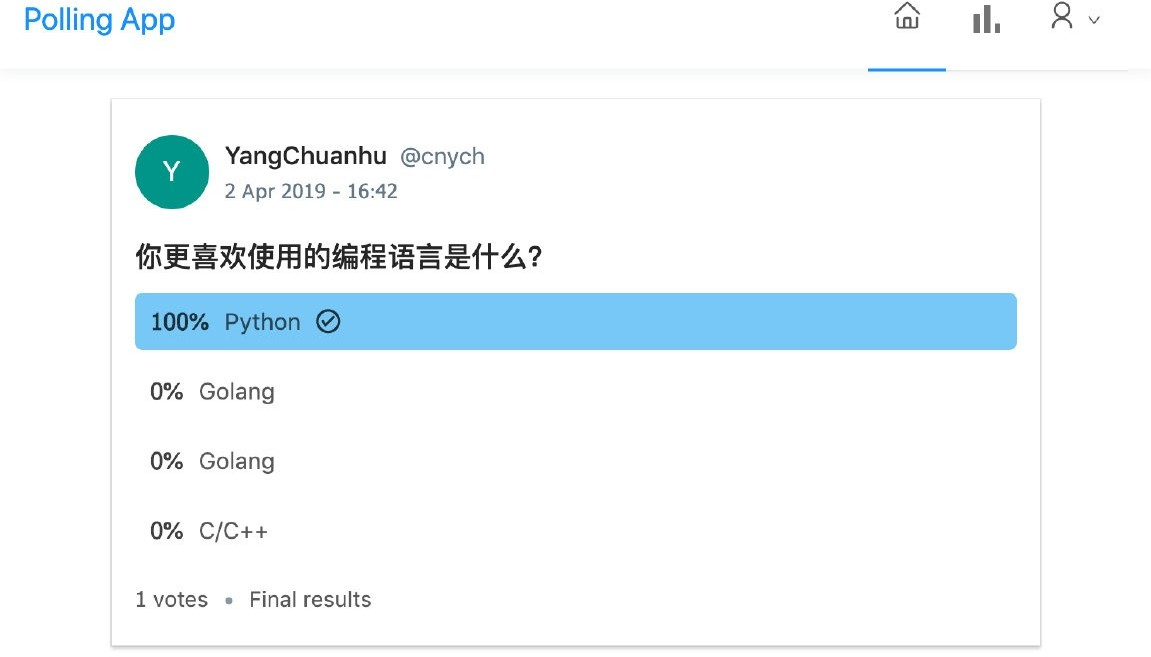 Polling App
Y
YangChuanhu @cnych
2 Apr 2019 - 16:42
你更喜欢使用的编程语言是什么?
100% Python
0% Golang
0% Golang
0% C/C++
1 votes • Final results